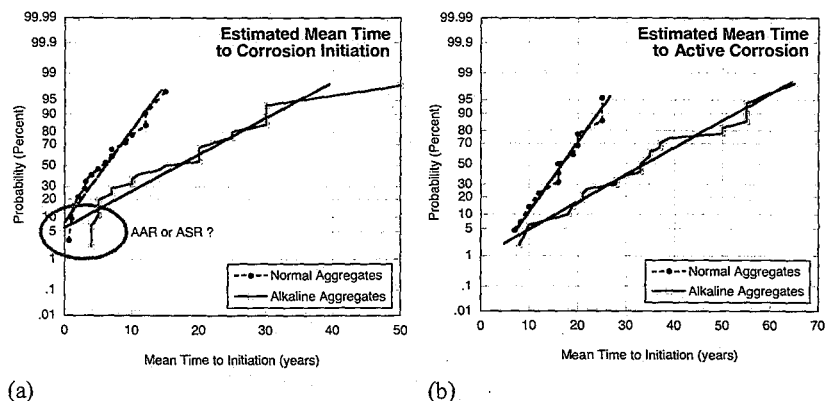 Estimated Mean Time
to Corrosion Initiation
99.99
99.9
99
95
90
80
70
50
30
20
10
5
1
.1
.01
Probability (Percent)
AAR or ASR ?
Normal Aggregates
Alkaline Aggregates
0 10 20 30 40 50
Mean Time to Initiation (years)
(a)
Estimated Mean Time
to Active Corrosion
99.99
99.9
99
95
90
80
70
50
30
20
10
5
1
.1
.01
Probability (Percent)
Normal Aggregates
Alkaline Aggregates
0 10 20 30 40 50 60 70
Mean Time to Initiation (years)
(b)